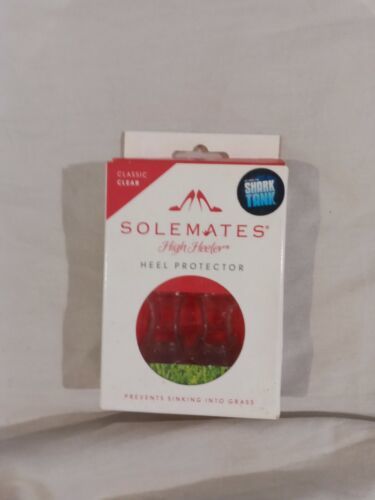 CLASSIC
CLEAR
SHARK
TANK
SOLEMATES®
High Heeler®
HEEL PROTECTOR
PREVENTS SINKING INTO GRASS